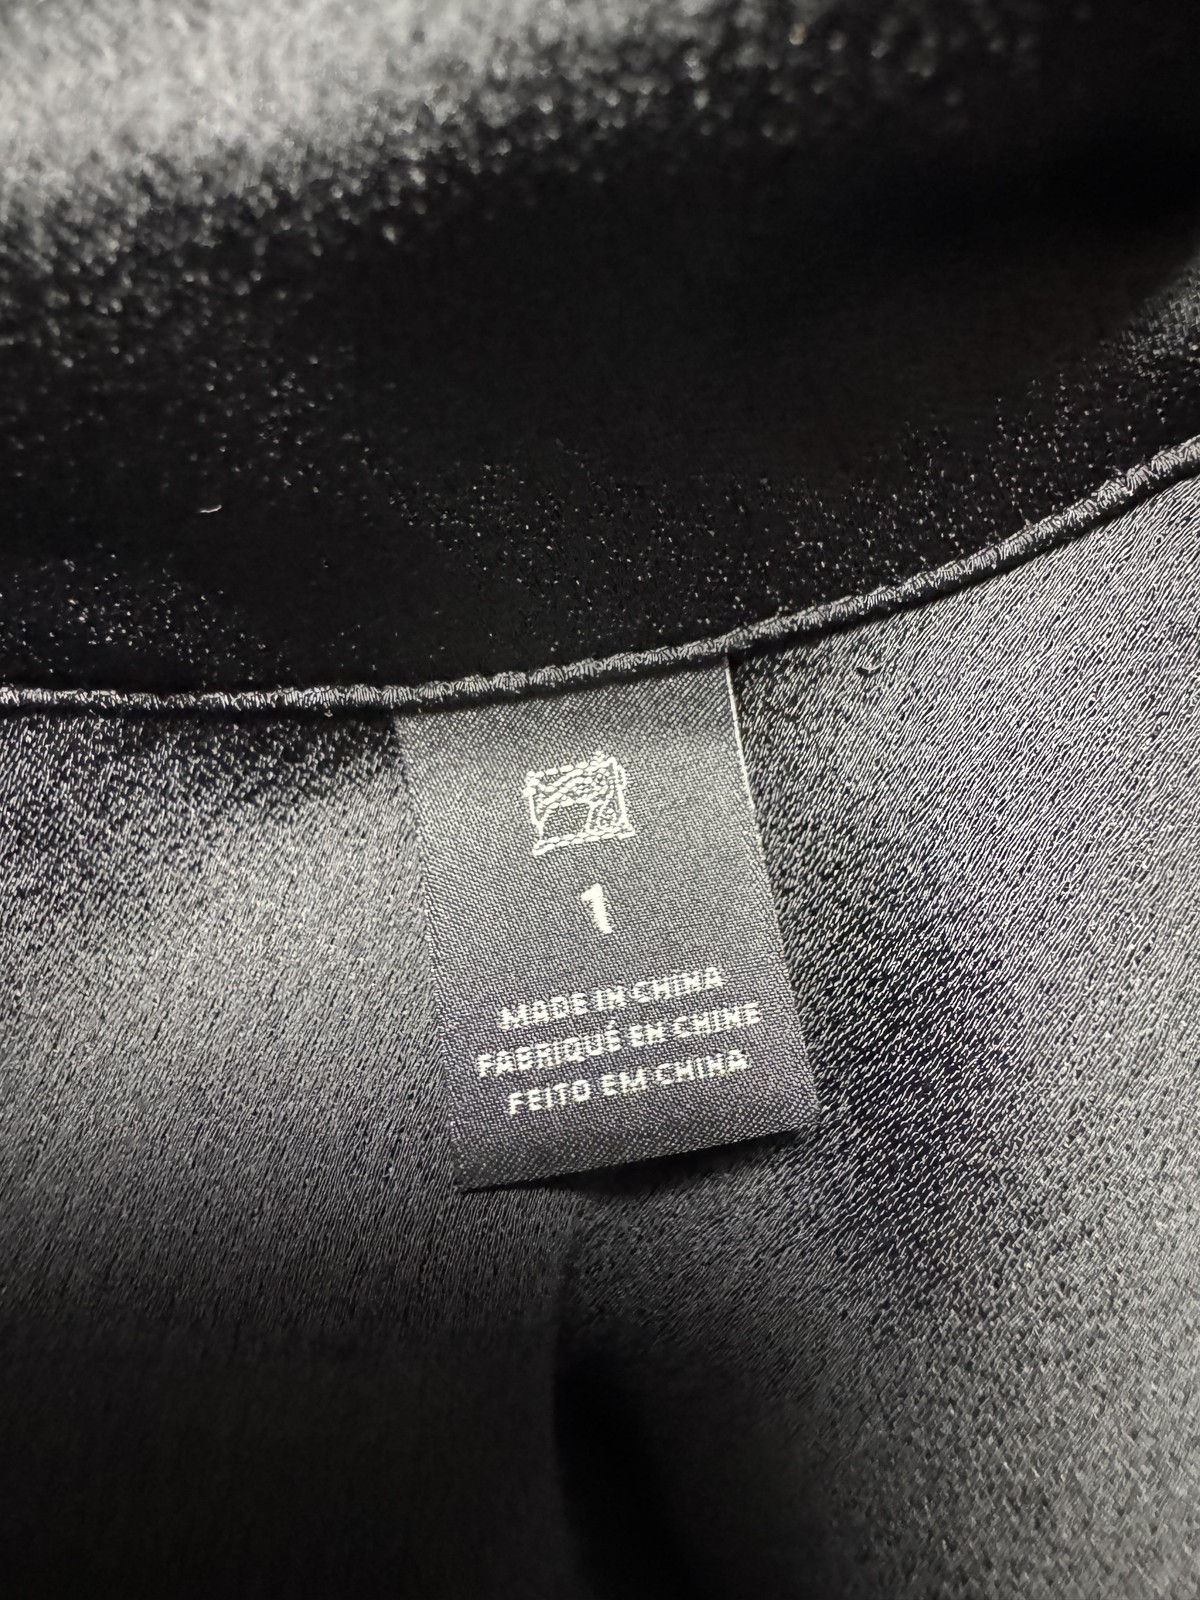 1
MADE IN CHINA
FABRIQUÉ EN CHINE
FEITO EM CHINA